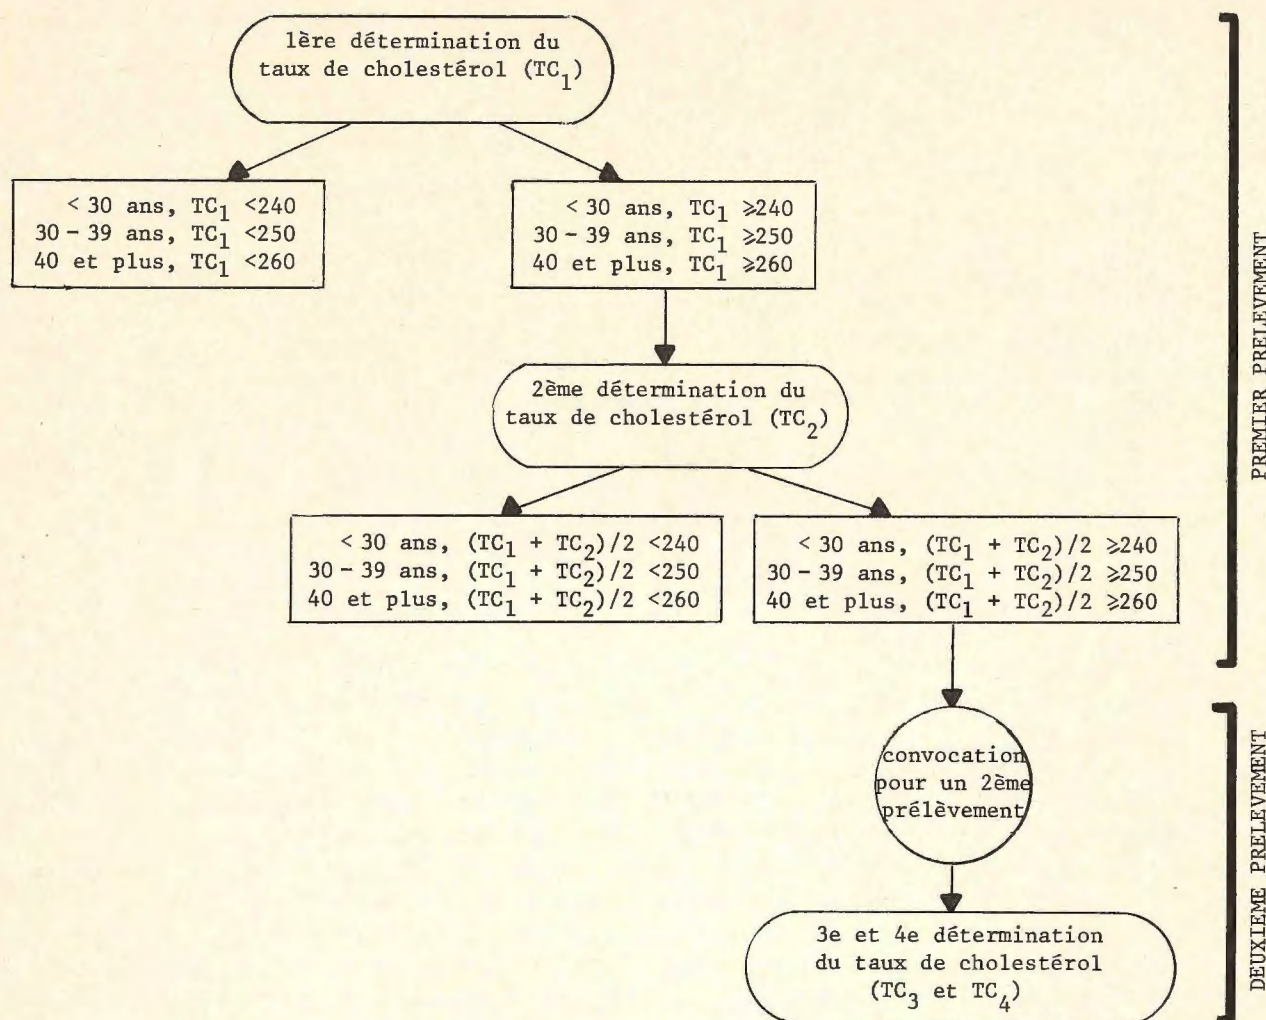 1ère détermination du
taux de cholestérol (TC₁)
< 30 ans, TC₁ <240
30 – 39 ans, TC₁ <250
40 et plus, TC₁ <260
< 30 ans, TC₁ ⩾240
30 – 39 ans, TC₁ ⩾250
40 et plus, TC₁ ⩾260
2ème détermination du
taux de cholestérol (TC₂)
< 30 ans, (TC₁ + TC₂)/2 <240
30 – 39 ans, (TC₁ + TC₂)/2 <250
40 et plus, (TC₁ + TC₂)/2 <260
< 30 ans, (TC₁ + TC₂)/2 ⩾240
30 – 39 ans, (TC₁ + TC₂)/2 ⩾250
40 et plus, (TC₁ + TC₂)/2 ⩾260
PREMIER PRELEVEMENT
convocation
pour un 2ème
prélèvement
3e et 4e détermination
du taux de cholestérol
(TC₃ et TC₄)
DEUXIEME PRELEVEMENT